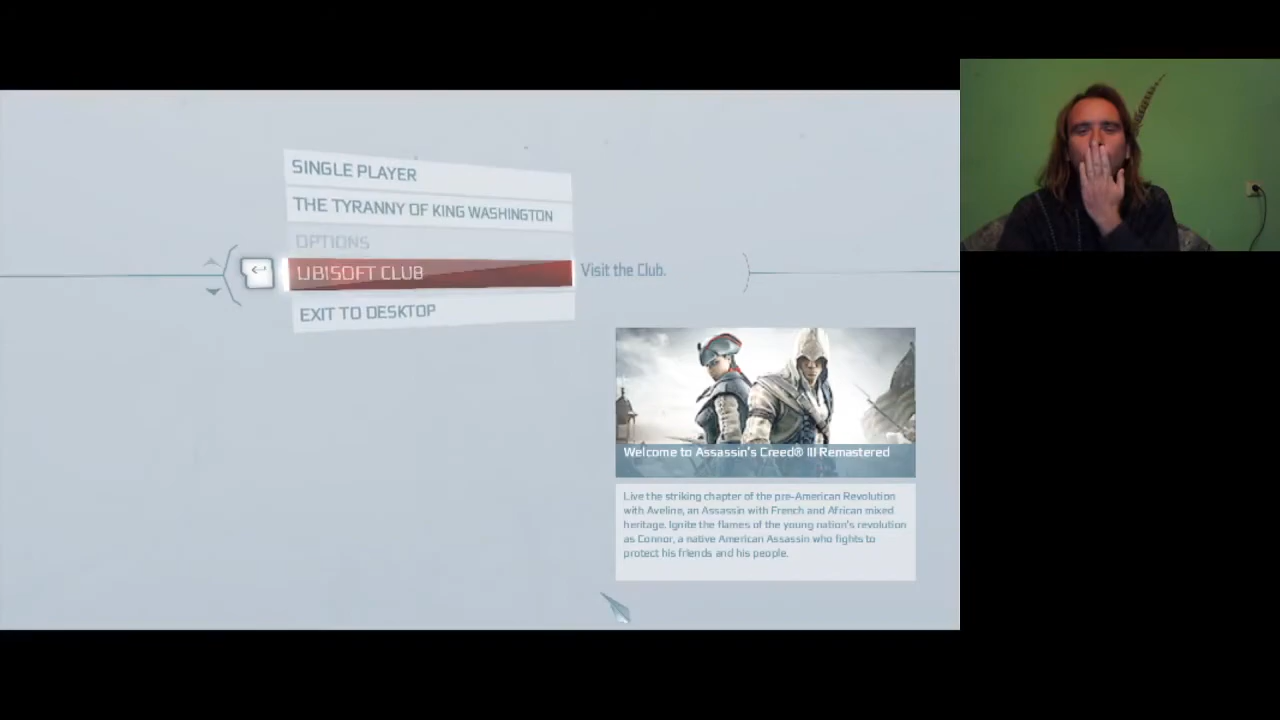 SINGLE PLAYER
THE TYRANNY OF KING WASHINGTON
OPTIONS
UBISOFT CLUB
Visit the Club.
EXIT TO DESKTOP
Welcome to Assassin's Creed® III Remastered
Live the striking chapter of the pre-American Revolution
with Aveline, an Assassin with French and African mixed
heritage. Ignite the flames of the young nation's revolution
as Connor, a native American Assassin who fights to
protect his friends and his people.